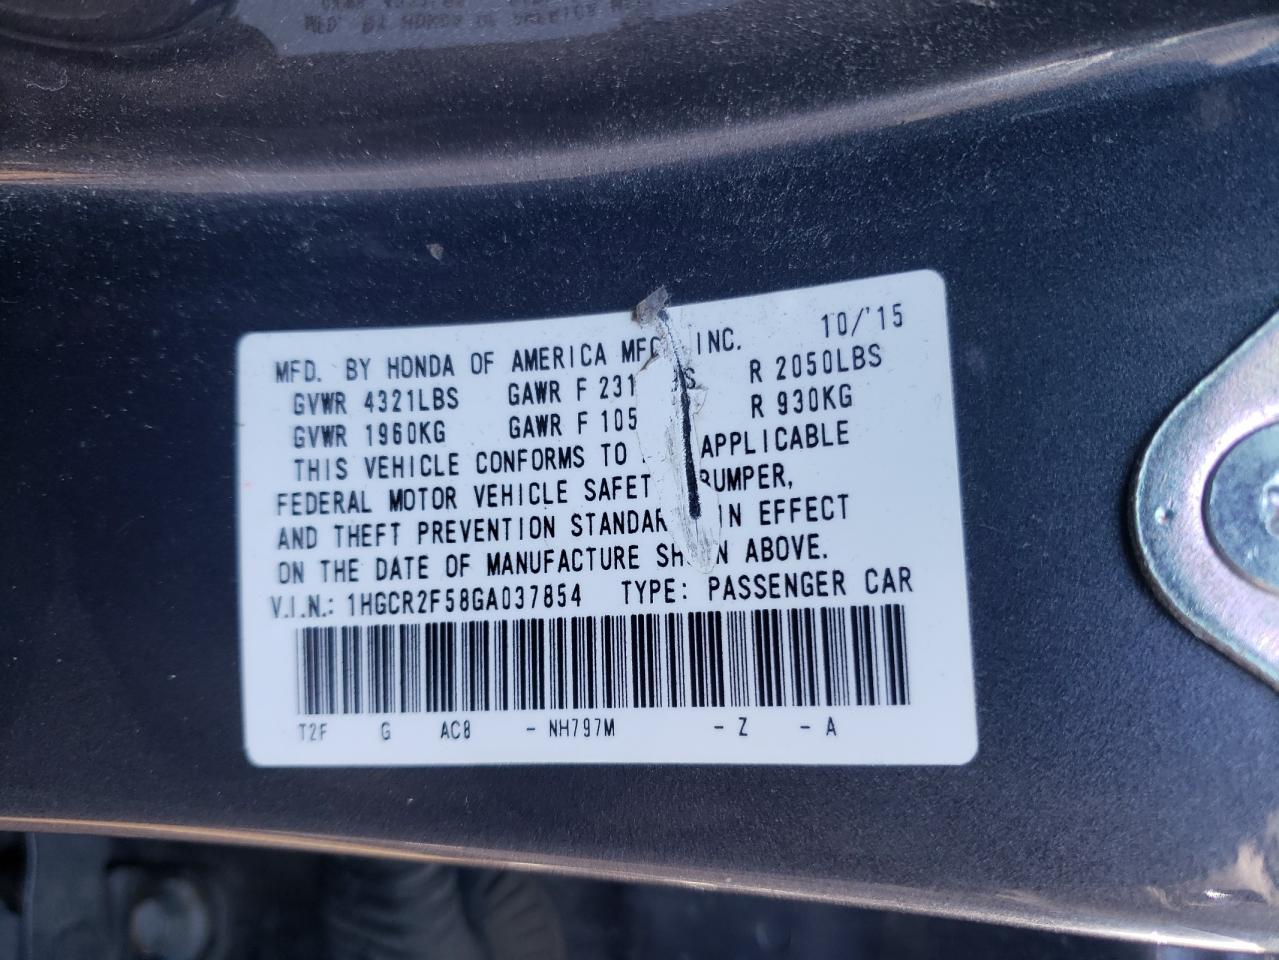 MFD. BY HONDA OF AMERICA MFG INC. 10/'15
GVWR 4321LBS GAWR F 231 S R 2050LBS
GVWR 1960KG GAWR F 105 R 930KG
THIS VEHICLE CONFORMS TO APPLICABLE
FEDERAL MOTOR VEHICLE SAFET BUMPER,
AND THEFT PREVENTION STANDAR IN EFFECT
ON THE DATE OF MANUFACTURE SH N ABOVE.
V.I.N.: 1HGCR2F58GA037854 TYPE: PASSENGER CAR
T2F G AC8 - NH797M - Z - A